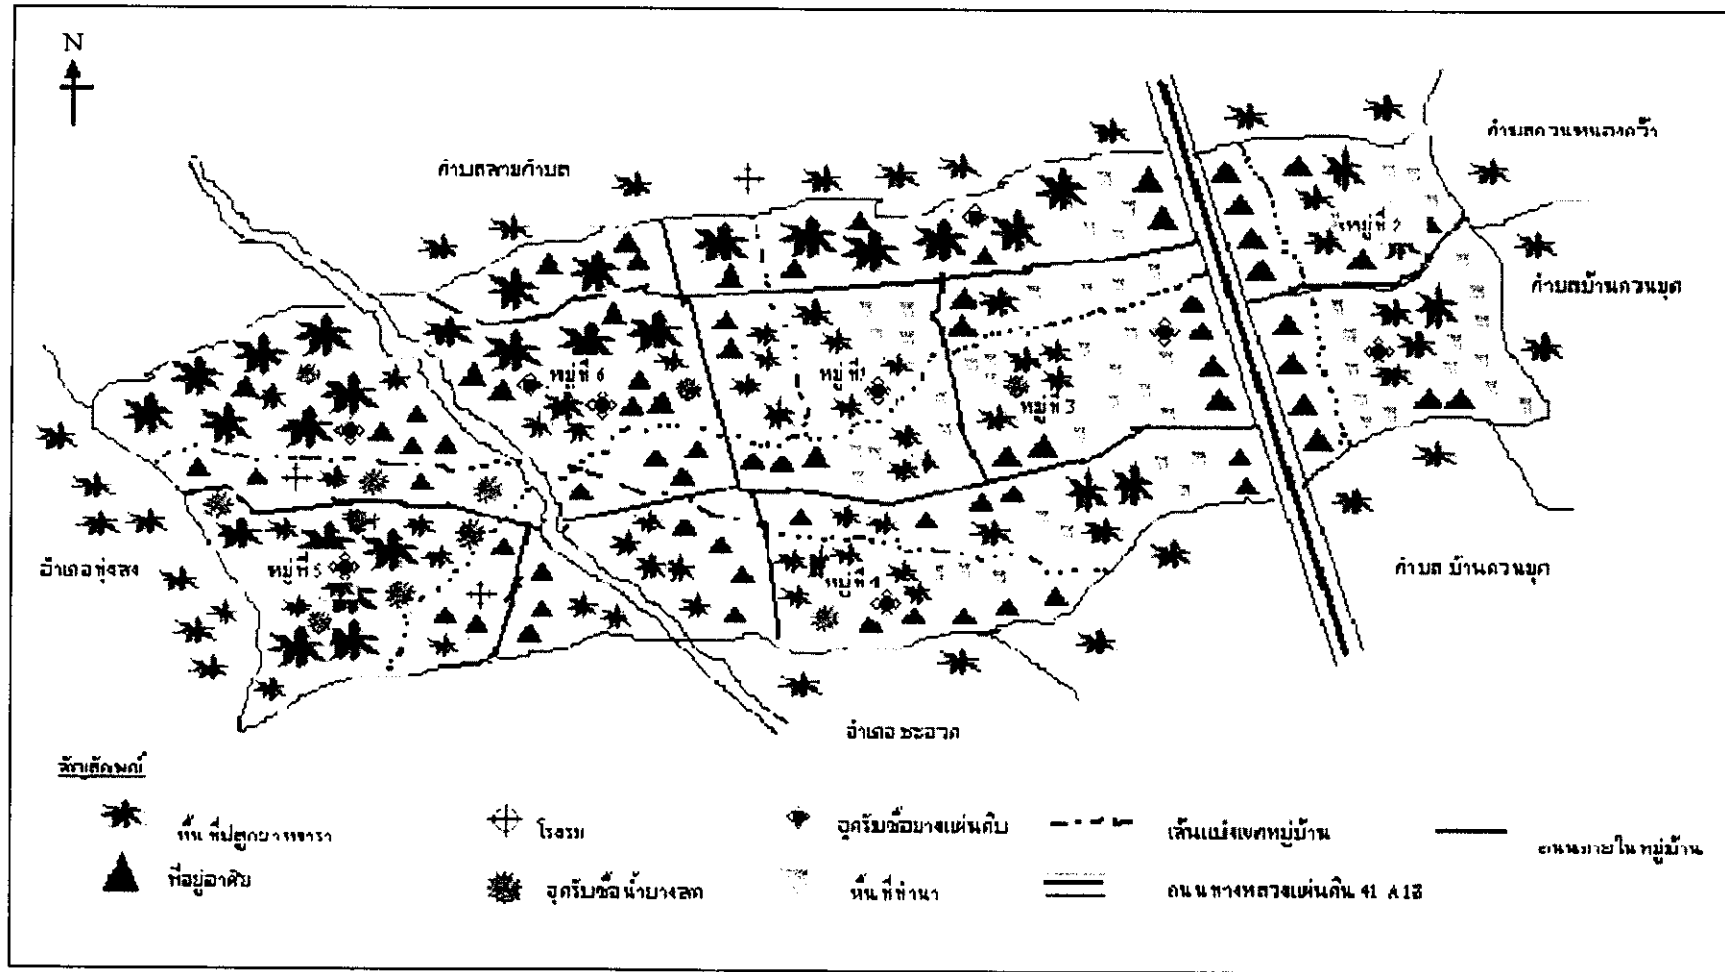 N
ตำบลควนหนองคว้า
ตำบลสามตำบล
หมู่ที่ 2
ตำบลบ้านควนมุด
หมู่ที่ 6
หมู่ที่ 1
หมู่ที่ 3
อำเภอทุ่งสง
หมู่ที่ 5
หมู่ที่ 4
ตำบล บ้านควนมุด
อำเภอ ชะอวด
สัญลักษณ์
พื้นที่ปลูกยางพารา
โรงรม
จุดรับซื้อยางแผ่นดิบ
เส้นแบ่งเขตหมู่บ้าน
ถนนภายใน หมู่บ้าน
ที่อยู่อาศัย
จุดรับซื้อ น้ำยางสด
พื้นที่ทำนา
ถนน ทางหลวงแผ่นดิน 41 A18